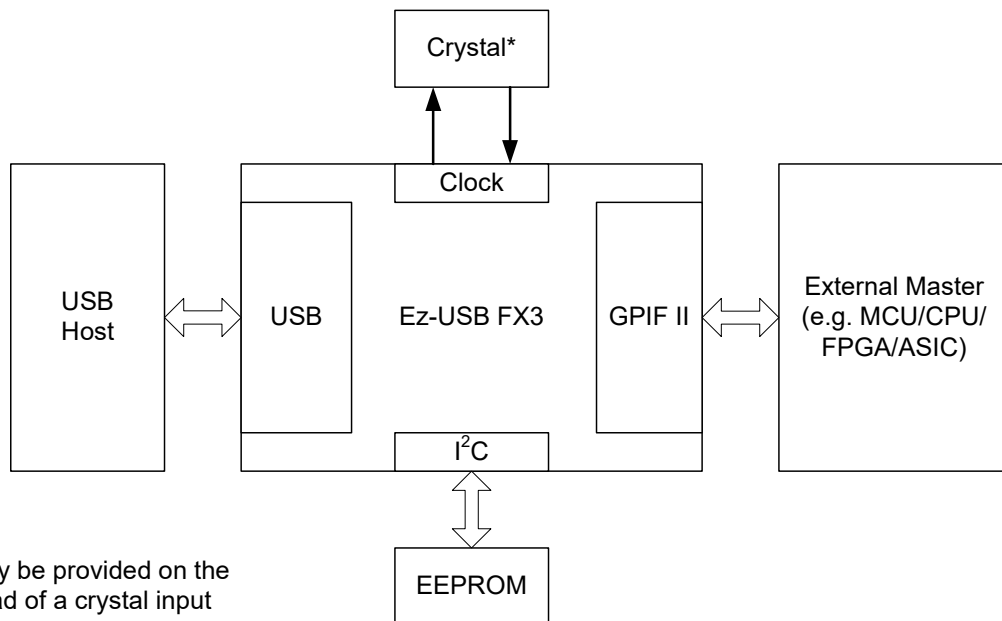 Crystal*
Clock
USB
Host
USB
Ez-USB FX3
GPIF II
External Master
(e.g. MCU/CPU/
FPGA/ASIC)
I²C
EEPROM
be provided on the
of a crystal input